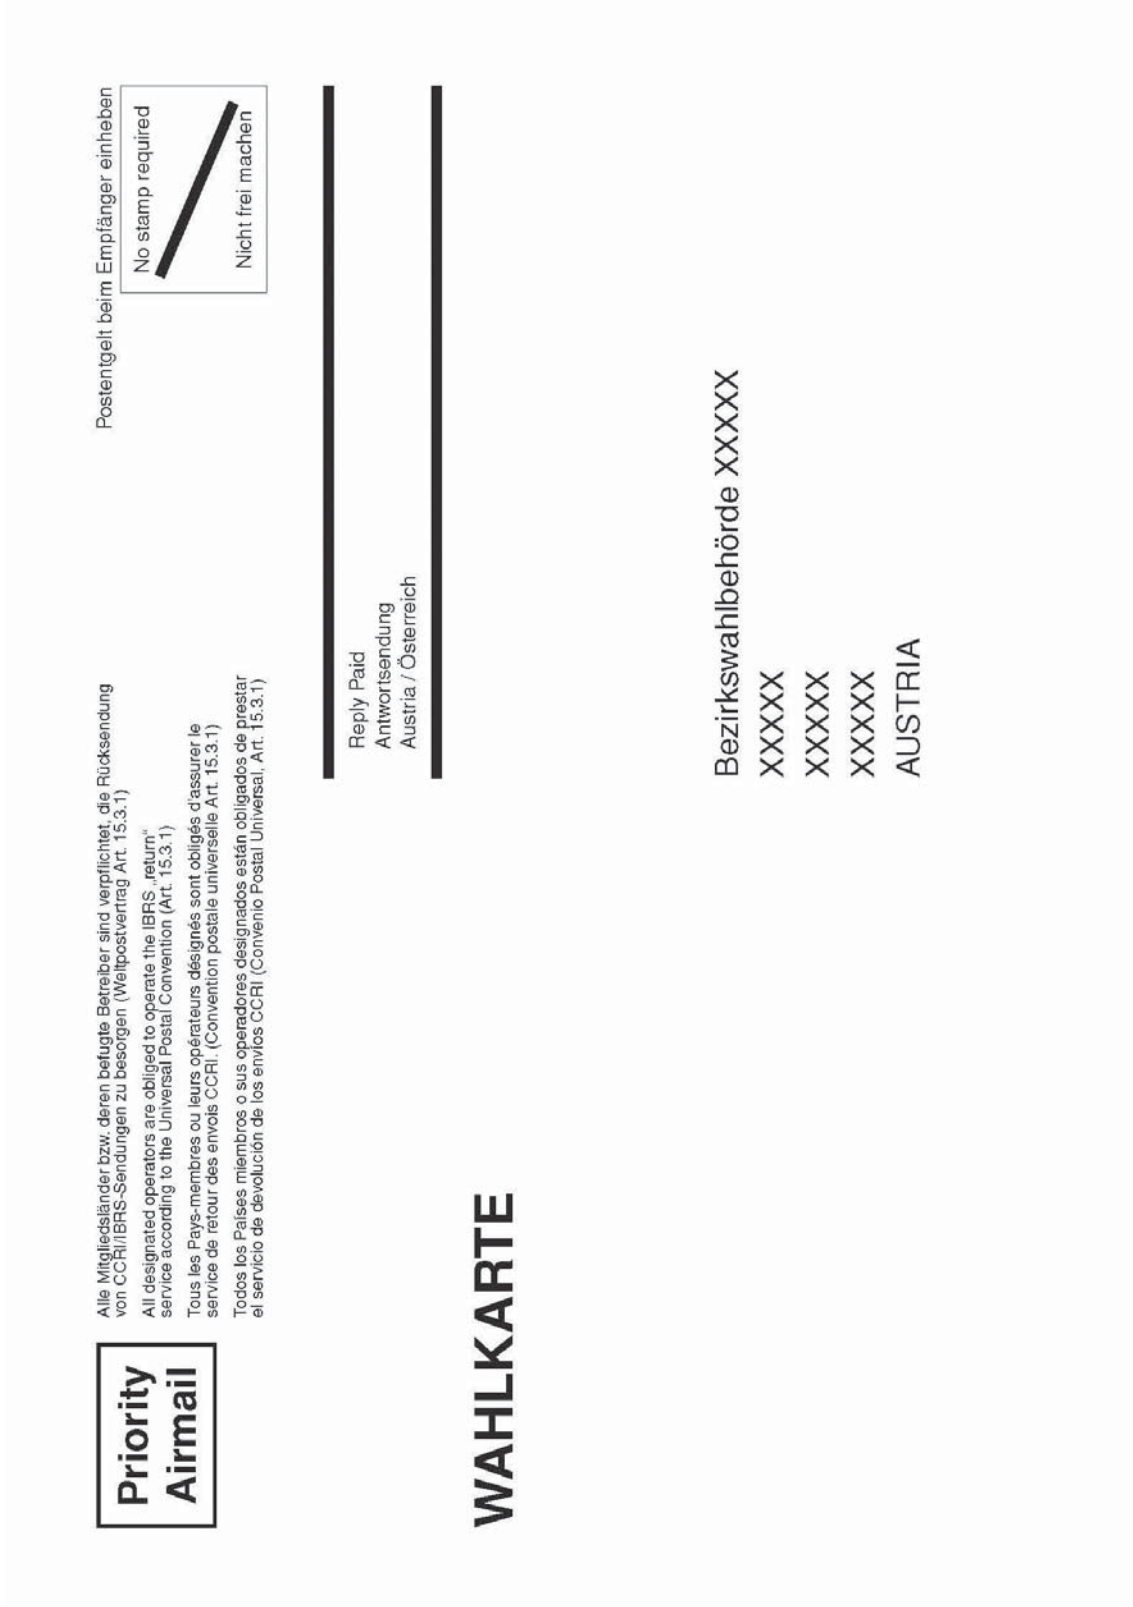 Priority
Airmail
Alle Mitgliedsländer bzw. deren befugte Betreiber sind verpflichtet, die Rücksendung
von CCRI/IBRS-Sendungen zu besorgen (Weltpostvertrag Art. 15.3.1)
All designated operators are obliged to operate the IBRS „return“
service according to the Universal Postal Convention (Art. 15.3.1)
Tous les Pays-membres ou leurs opérateurs désignés sont obligés d'assurer le
service de retour des envois CCRI. (Convention postale universelle Art. 15.3.1)
Todos los Países miembros o sus operadores designados están obligados de prestar
el servicio de devolución de los envíos CCRI (Convenio Postal Universal, Art. 15.3.1)
Postentgelt beim Empfänger einheben
No stamp required
Nicht frei machen
Reply Paid
Antwortsendung
Austria / Österreich
WAHLKARTE
Bezirkswahlbehörde XXXXX
XXXXX
XXXXX
XXXXX
AUSTRIA